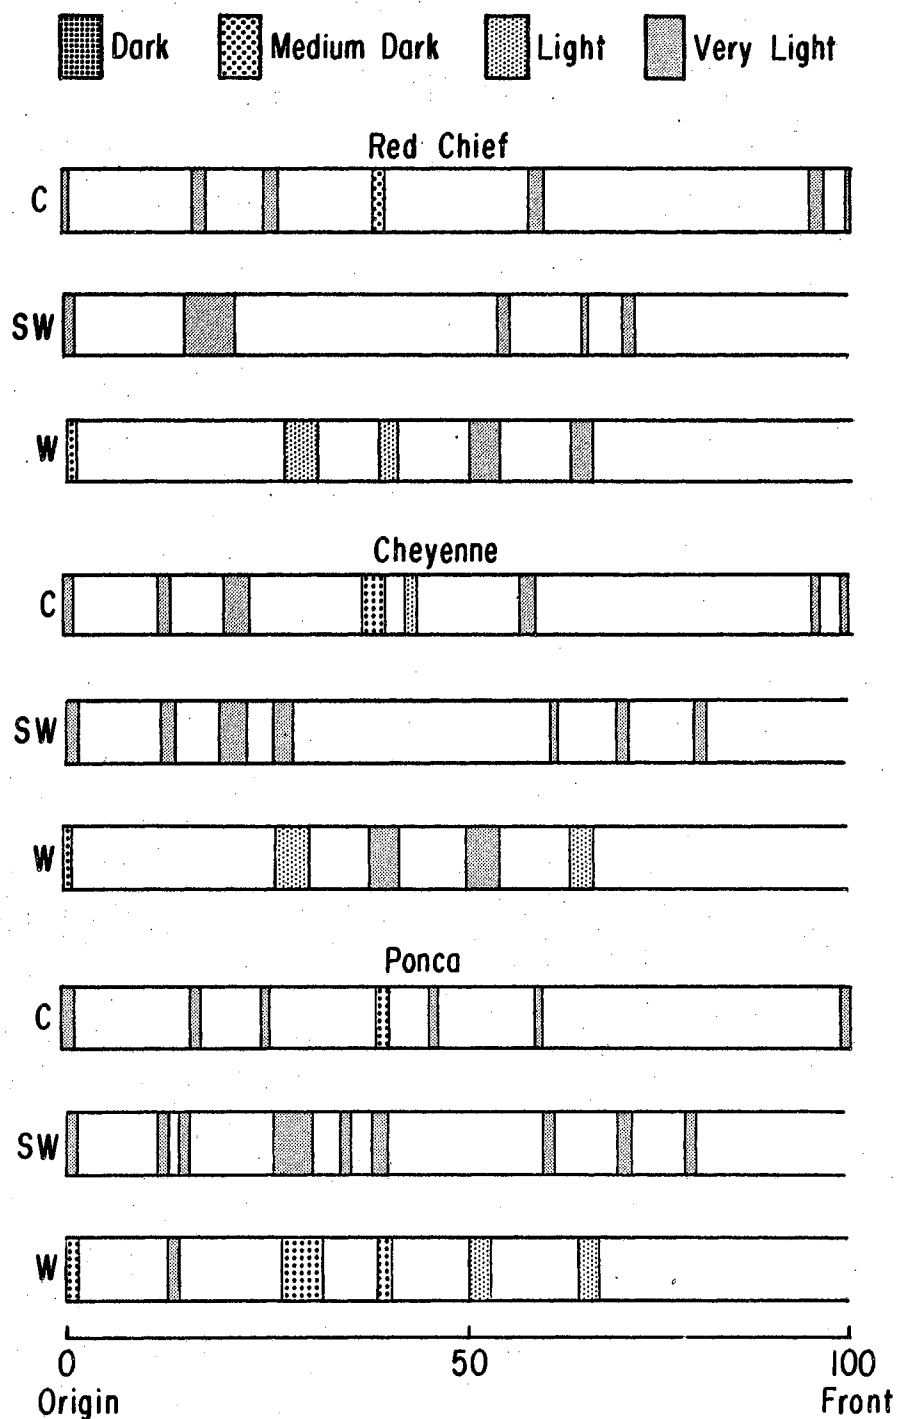 Dark Medium Dark Light Very Light
Red Chief
C
SW
W
Cheyenne
C
SW
W
Ponca
C
SW
W
0 50 100
Origin Front